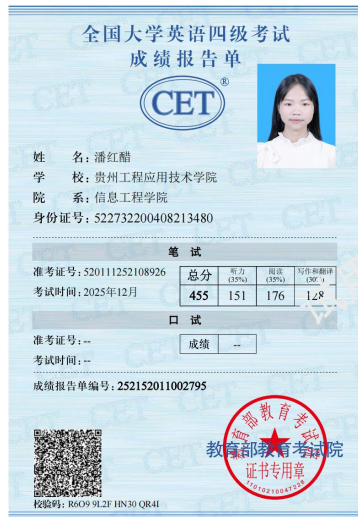 全国大学英语四级考试
成绩报告单
CET®
姓 名：潘红醋
学 校：贵州工程应用技术学院
院 系：信息工程学院
身份证号：522732200408213480
笔 试
准考证号：520111252108926
考试时间：2025年12月
总分 听力(35%) 阅读(35%) 写作和翻译(30%)
455 151 176 128
口 试
准考证号：--
考试时间：--
成绩 --
成绩报告单编号：252152011002795
教育部教育考试院
教育部教育考试院
证书专用章
11010210047228
校验码：R6O9 9L2F HN30 QR4I